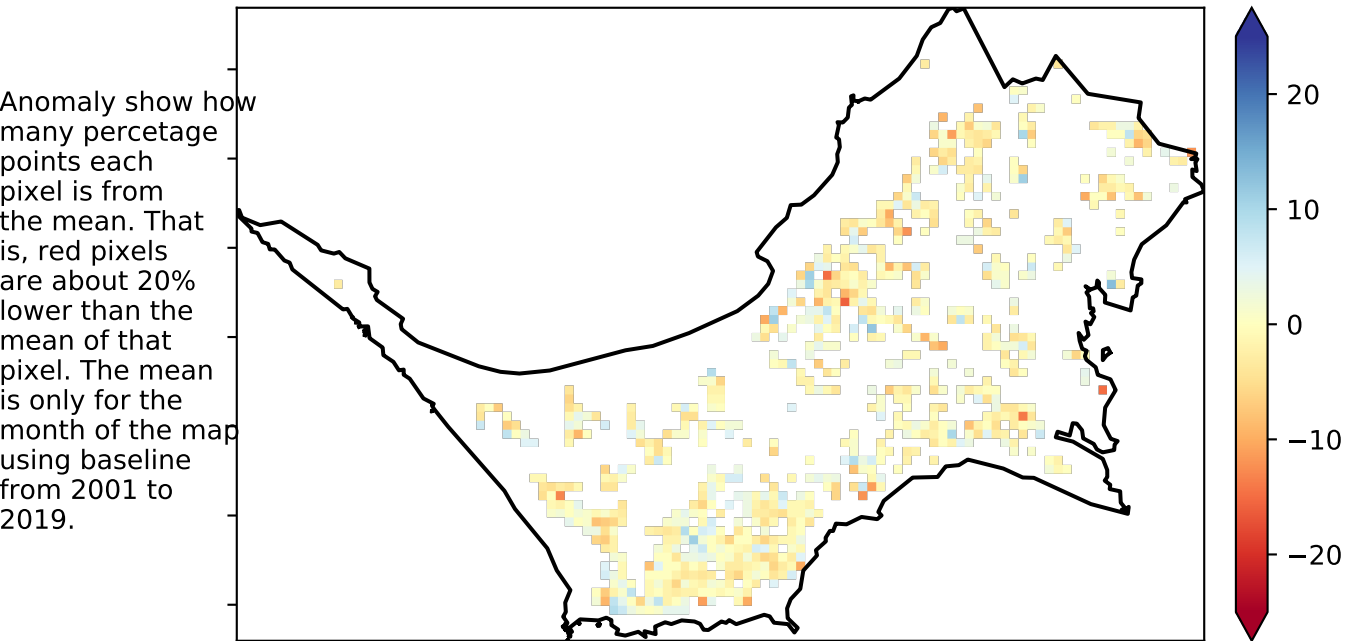 Anomaly show how
many percetage
points each
pixel is from
the mean. That
is, red pixels
are about 20%
lower than the
mean of that
pixel. The mean
is only for the
month of the map
using baseline
from 2001 to
2019.
20
10
0
−10
−20